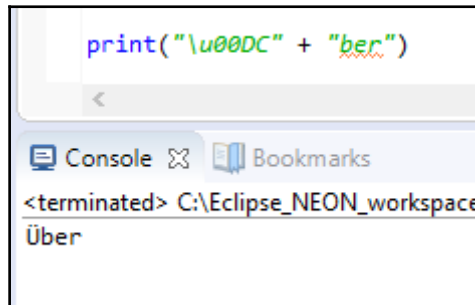 print("\u00DC" + "ber")
Console Bookmarks
<terminated> C:\Eclipse_NEON_workspace
Über